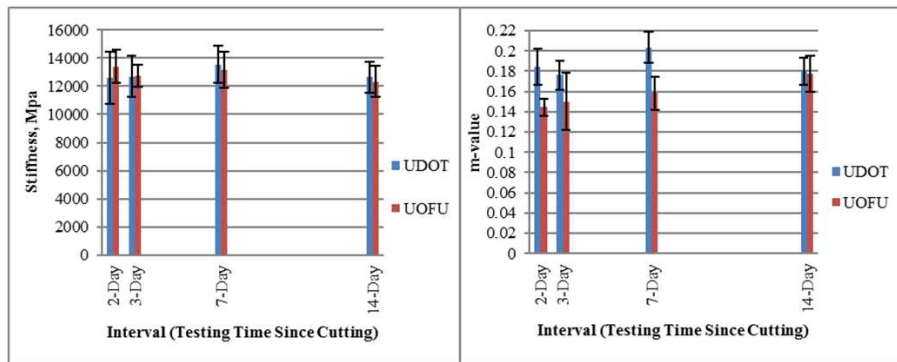 16000
14000
12000
10000
8000
6000
4000
2000
0
Stiffness, Mpa
2-Day
3-Day
7-Day
14-Day
Interval (Testing Time Since Cutting)
UDOT
UOFU
0.22
0.2
0.18
0.16
0.14
0.12
0.1
0.08
0.06
0.04
0.02
0
m-value
2-Day
3-Day
7-Day
14-Day
Interval (Testing Time Since Cutting)
UDOT
UOFU